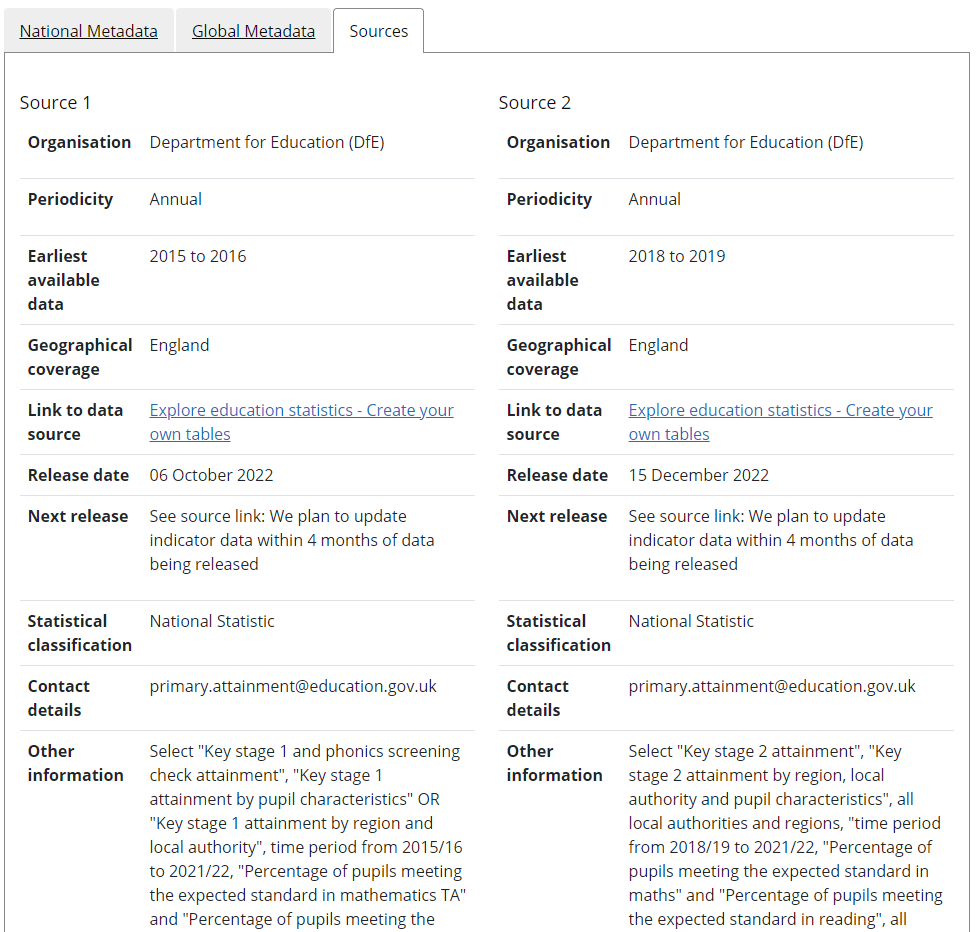 National Metadata
Global Metadata
Sources
Source 1
Organisation Department for Education (DfE)
Periodicity Annual
Earliest 2015 to 2016
available
data
Geographical England
coverage
Link to data Explore education statistics - Create your
source own tables
Release date 06 October 2022
Next release See source link: We plan to update
indicator data within 4 months of data
being released
Statistical National Statistic
classification
Contact primary.attainment@education.gov.uk
details
Other Select "Key stage 1 and phonics screening
information check attainment", "Key stage 1
attainment by pupil characteristics" OR
"Key stage 1 attainment by region and
local authority", time period from 2015/16
to 2021/22, "Percentage of pupils meeting
the expected standard in mathematics TA"
and "Percentage of pupils meeting the
Source 2
Organisation Department for Education (DfE)
Periodicity Annual
Earliest 2018 to 2019
available
data
Geographical England
coverage
Link to data Explore education statistics - Create your
source own tables
Release date 15 December 2022
Next release See source link: We plan to update
indicator data within 4 months of data
being released
Statistical National Statistic
classification
Contact primary.attainment@education.gov.uk
details
Other Select "Key stage 2 attainment", "Key
information stage 2 attainment by region, local
authority and pupil characteristics", all
local authorities and regions, "time period
from 2018/19 to 2021/22, "Percentage of
pupils meeting the expected standard in
maths" and "Percentage of pupils meeting
the expected standard in reading", all